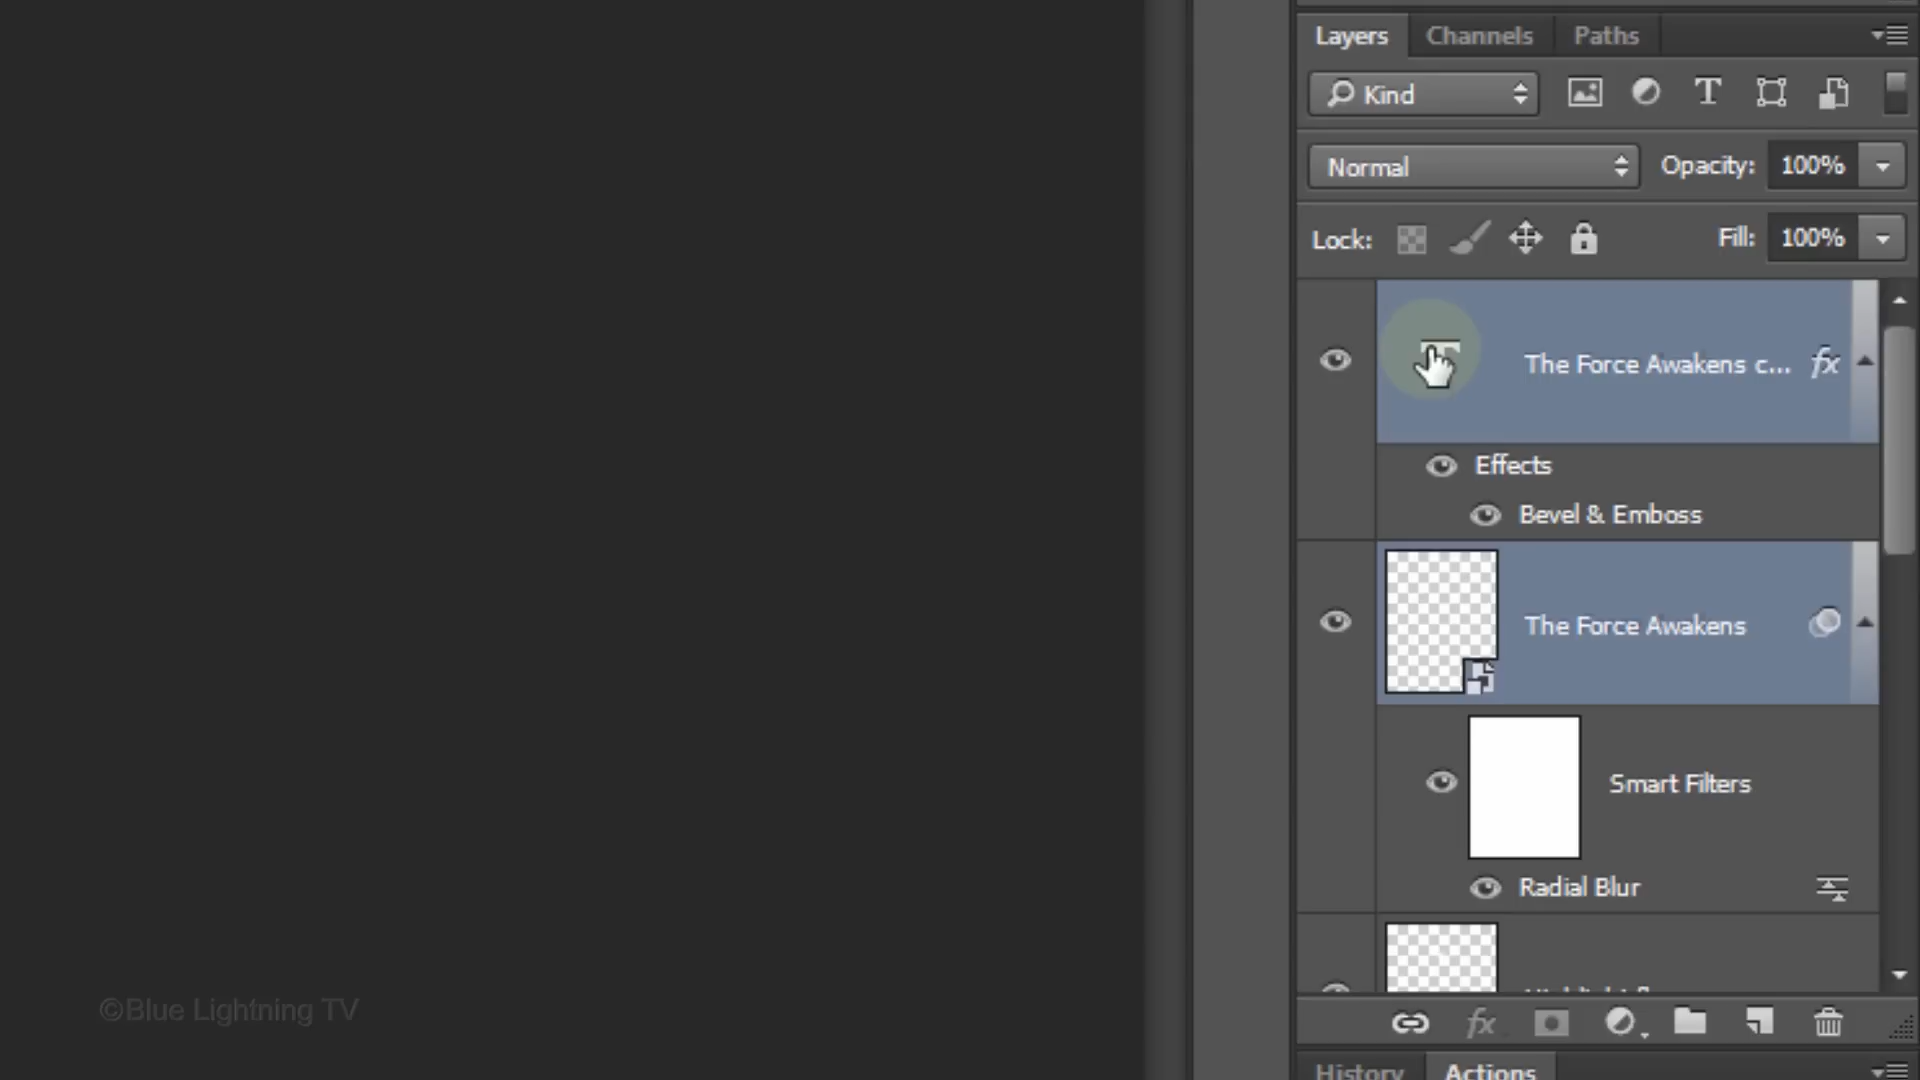 Layers Channels Paths
Kind
Normal Opacity: 100%
Lock: Fill: 100%
The Force Awakens c... fx
Effects
Bevel & Emboss
The Force Awakens
Smart Filters
Radial Blur
fx
©Blue Lightning TV
History Actions